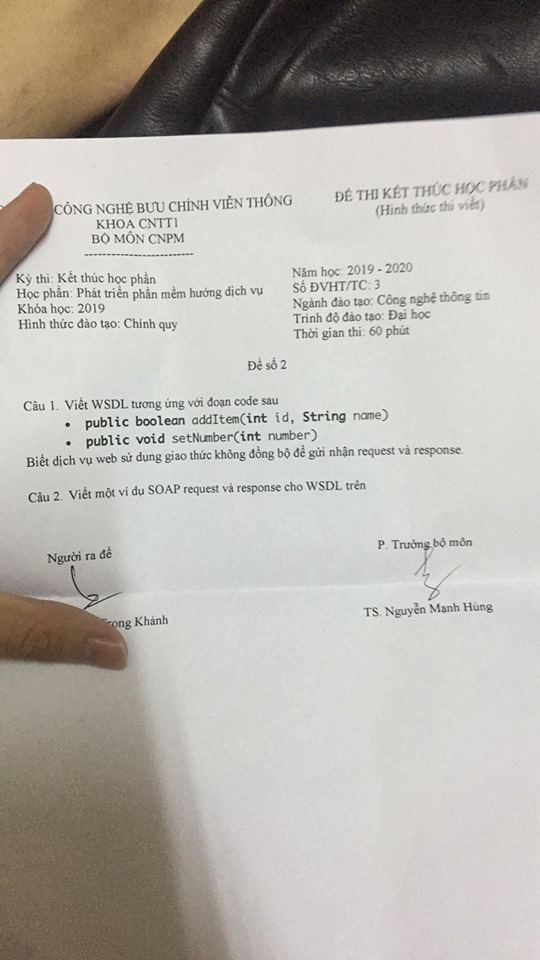 CÔNG NGHỆ BƯU CHÍNH VIỄN THÔNG
KHOA CNTT1
BỘ MÔN CNPM
-------------------------
ĐỀ THI KẾT THÚC HỌC PHẦN
(Hình thức thi viết)
Kỳ thi: Kết thúc học phần
Học phần: Phát triển phần mềm hướng dịch vụ
Khóa học: 2019
Hình thức đào tạo: Chính quy
Năm học: 2019 - 2020
Số ĐVHT/TC: 3
Ngành đào tạo: Công nghệ thông tin
Trình độ đào tạo: Đại học
Thời gian thi: 60 phút
Đề số 2
Câu 1. Viết WSDL tương ứng với đoạn code sau
• public boolean addItem(int id, String name)
• public void setNumber(int number)
Biết dịch vụ web sử dụng giao thức không đồng bộ để gửi nhận request và response.
Câu 2. Viết một ví dụ SOAP request và response cho WSDL trên
Người ra đề
Trọng Khánh
P. Trưởng bộ môn
TS. Nguyễn Mạnh Hùng